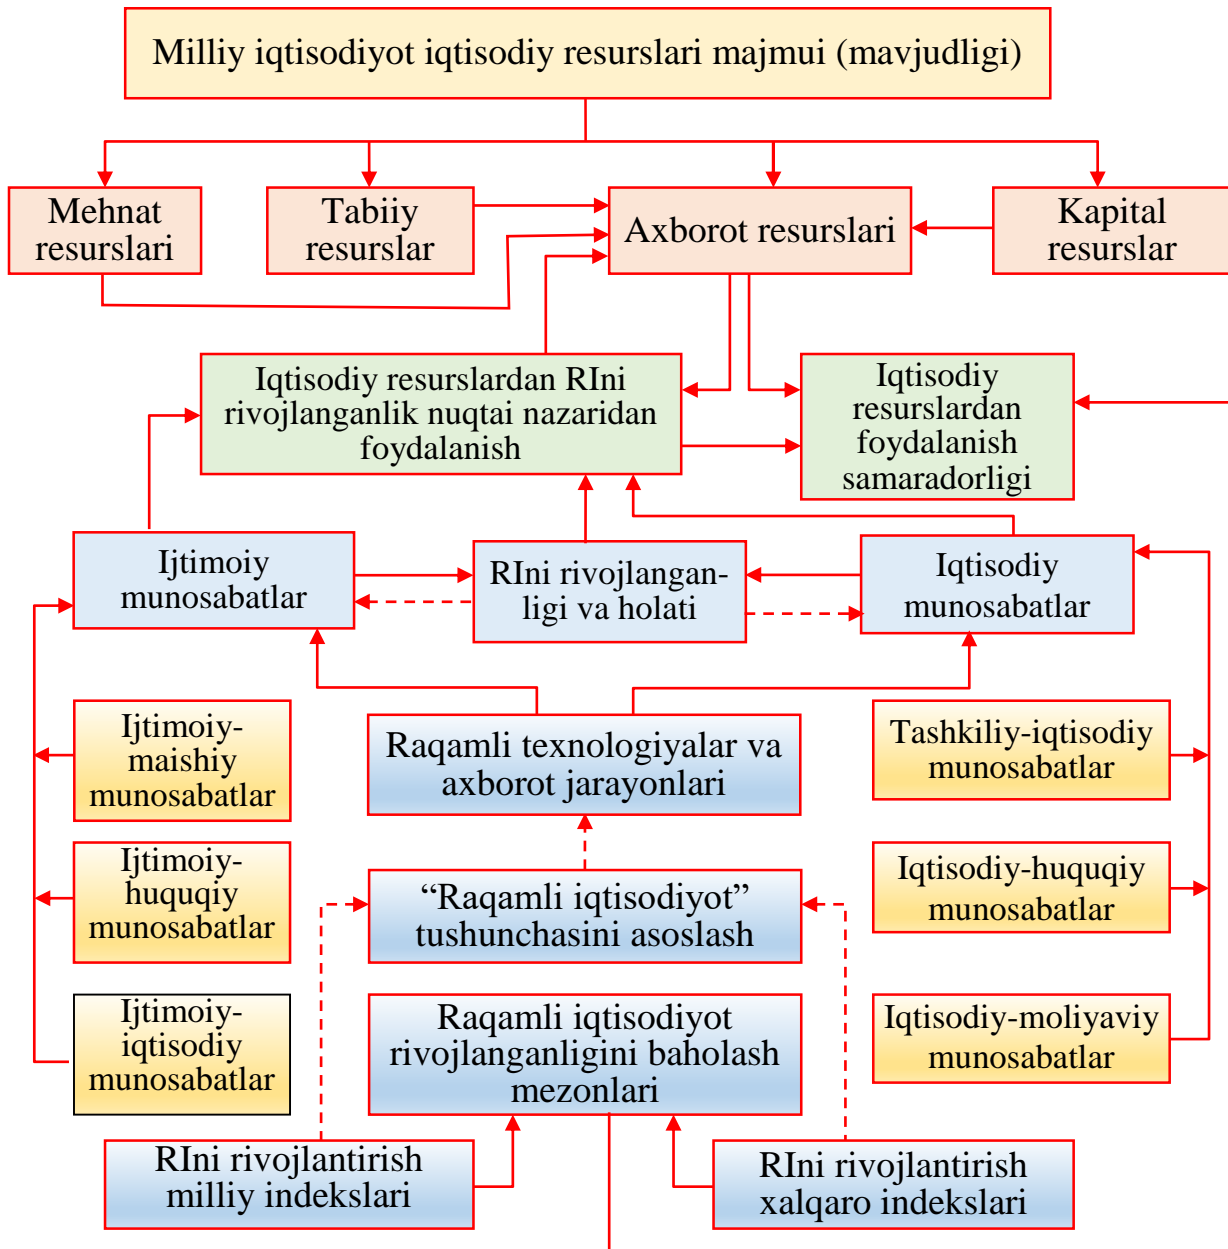 Milliy iqtisodiyot iqtisodiy resurslari majmui (mavjudligi)
Mehnat
resurslari
Tabiiy
resurslar
Axborot resurslari
Kapital
resurslar
Iqtisodiy resurslardan RIni
rivojlanganlik nuqtai nazaridan
foydalanish
Iqtisodiy
resurslardan
foydalanish
samaradorligi
Ijtimoiy
munosabatlar
RIni rivojlangan-
ligi va holati
Iqtisodiy
munosabatlar
Ijtimoiy-
maishiy
munosabatlar
Raqamli texnologiyalar va
axborot jarayonlari
Tashkiliy-iqtisodiy
munosabatlar
Ijtimoiy-
huquqiy
munosabatlar
“Raqamli iqtisodiyot”
tushunchasini asoslash
Iqtisodiy-huquqiy
munosabatlar
Ijtimoiy-
iqtisodiy
munosabatlar
Raqamli iqtisodiyot
rivojlanganligini baholash
mezonlari
Iqtisodiy-moliyaviy
munosabatlar
RIni rivojlantirish
milliy indekslari
RIni rivojlantirish
xalqaro indekslari